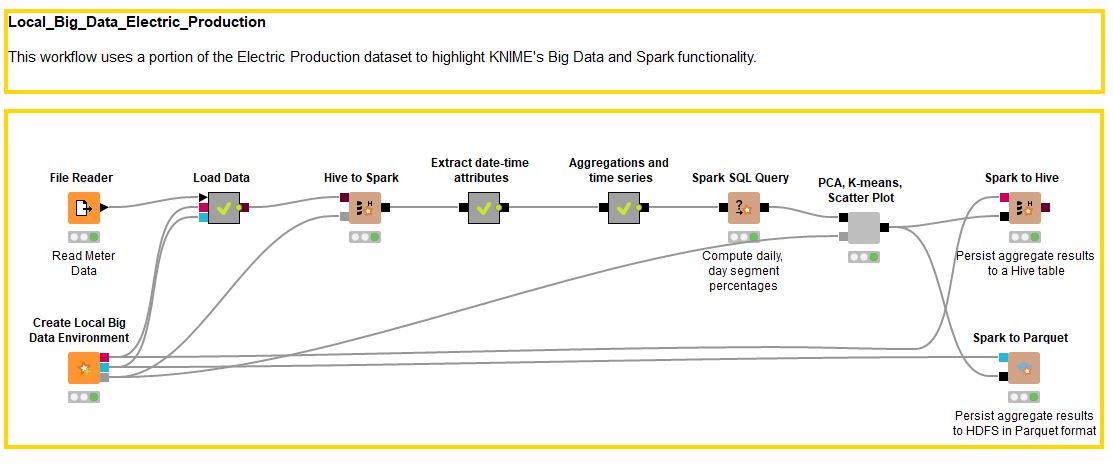 Local_Big_Data_Electric_Production
This workflow uses a portion of the Electric Production dataset to highlight KNIME's Big Data and Spark functionality.
File Reader
Read Meter
Data
Load Data
Hive to Spark
Extract date-time
attributes
Aggregations and
time series
Spark SQL Query
Compute daily,
day segment
percentages
PCA, K-means,
Scatter Plot
Spark to Hive
Persist aggregate results
to a Hive table
Create Local Big
Data Environment
Spark to Parquet
Persist aggregate results
to HDFS in Parquet format